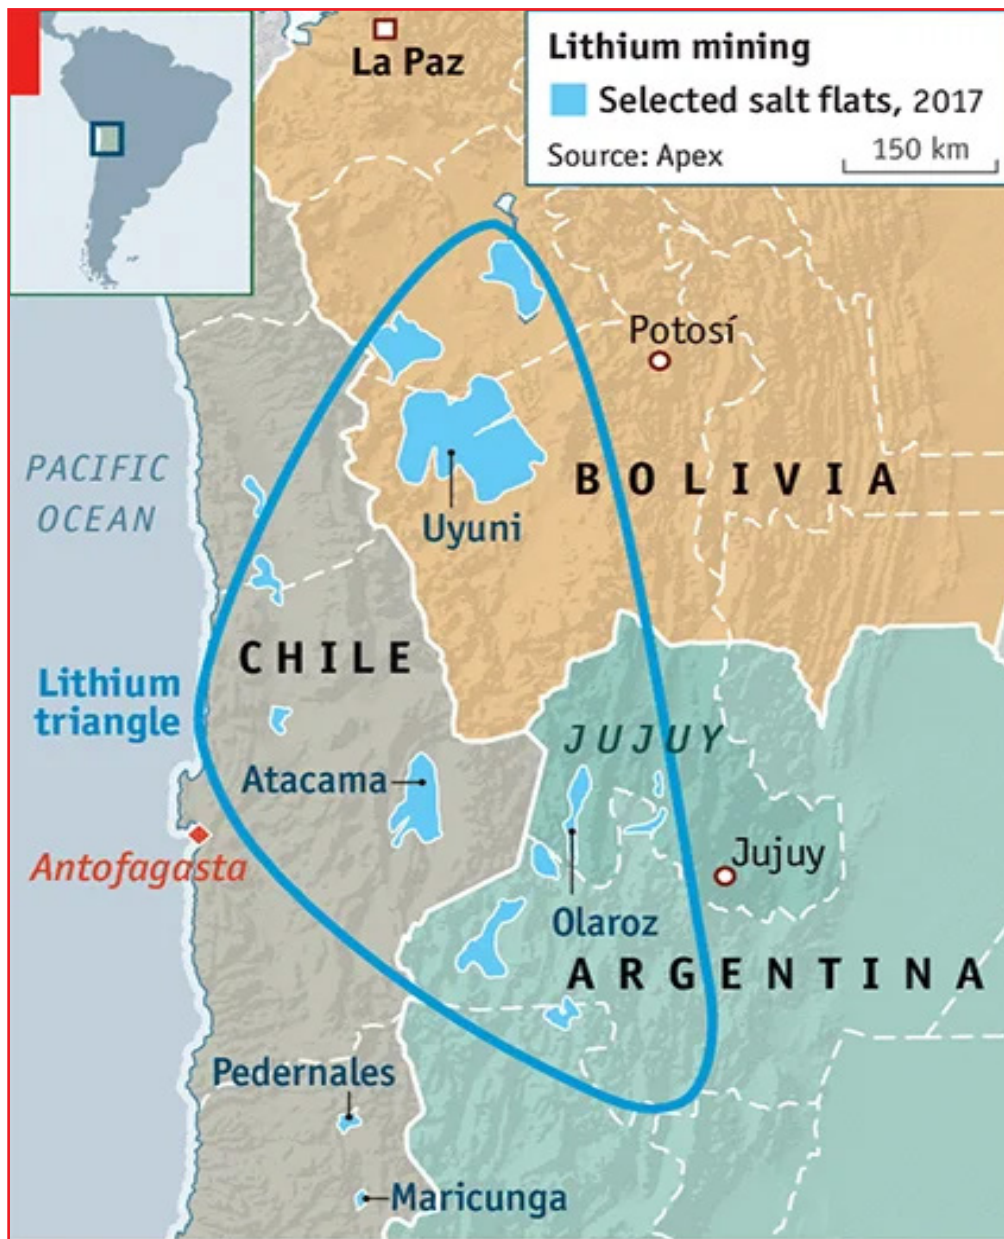 La Paz
Lithium mining
Selected salt flats, 2017
Source: Apex
150 km
Potosí
PACIFIC
OCEAN
BOLIVIA
Uyuni
CHILE
Lithium
triangle
JUJUY
Atacama
Antofagasta
Jujuy
Olaroz
ARGENTINA
Pedernales
Maricunga